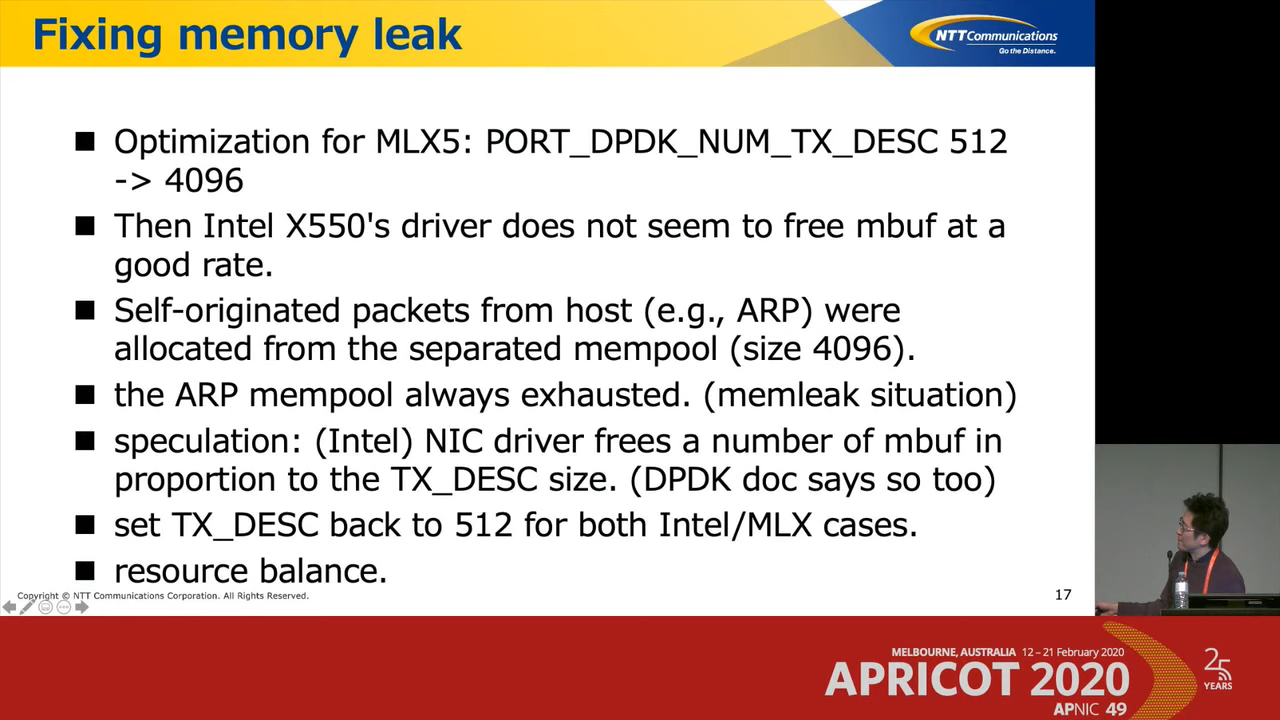 Fixing memory leak
NTTCommunications
Go the Distance.
■ Optimization for MLX5: PORT_DPDK_NUM_TX_DESC 512
-> 4096
■ Then Intel X550's driver does not seem to free mbuf at a
good rate.
■ Self-originated packets from host (e.g., ARP) were
allocated from the separated mempool (size 4096).
■ the ARP mempool always exhausted. (memleak situation)
■ speculation: (Intel) NIC driver frees a number of mbuf in
proportion to the TX_DESC size. (DPDK doc says so too)
■ set TX_DESC back to 512 for both Intel/MLX cases.
■ resource balance.
Copyright © NTT Communications Corporation. All Rights Reserved.
17
MELBOURNE, AUSTRALIA 12 – 21 February 2020
APRICOT 2020
APNIC 49
25
YEARS